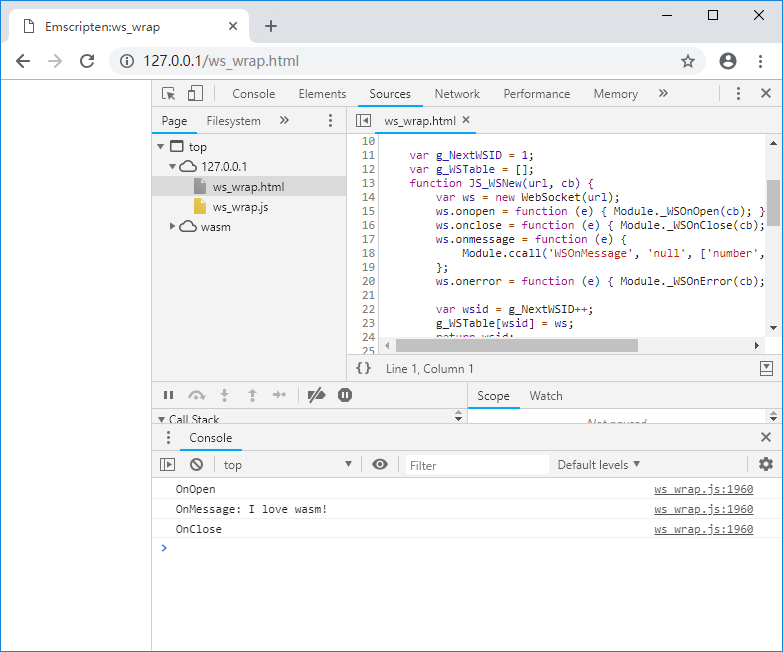 Emscripten:ws_wrap
127.0.0.1/ws_wrap.html
Console Elements Sources Network Performance Memory »
Page Filesystem » ws_wrap.html ×
top
127.0.0.1
ws_wrap.html
ws_wrap.js
wasm
10
11 var g_NextWSID = 1;
12 var g_WSTable = [];
13 function JS_WSNew(url, cb) {
14 var ws = new WebSocket(url);
15 ws.onopen = function (e) { Module._WSOnOpen(cb); }
16 ws.onclose = function (e) { Module._WSOnClose(cb);
17 ws.onmessage = function (e) {
18 Module.ccall('WSOnMessage', 'null', ['number',
19 };
20 ws.onerror = function (e) { Module._WSOnError(cb);
21
22 var wsid = g_NextWSID++;
23 g_WSTable[wsid] = ws;
24 return wsid;
25
{} Line 1, Column 1
Scope Watch
Call Stack
Not paused
Console
top Filter Default levels
OnOpen ws_wrap.js:1960
OnMessage: I love wasm! ws_wrap.js:1960
OnClose ws_wrap.js:1960
>